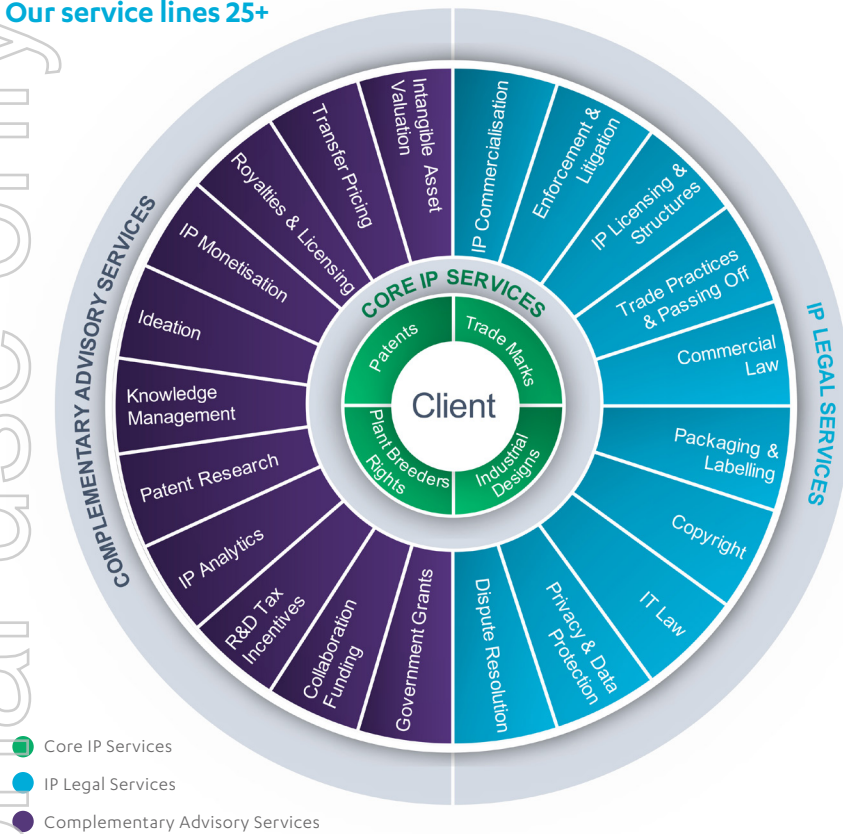 Our service lines 25+
COMPLEMENTARY ADVISORY SERVICES
IP LEGAL SERVICES
CORE IP SERVICES
Client
Patents
Trade Marks
Industrial
Designs
Plant Breeders
Rights
IP Commercialisation
Enforcement &
Litigation
IP Licensing &
Structures
Trade Practices
& Passing Off
Commercial
Law
Packaging &
Labelling
Copyright
IT Law
Privacy & Data
Protection
Dispute Resolution
Government Grants
Collaboration
Funding
R&D Tax
Incentives
IP Analytics
Patent Research
Knowledge
Management
Ideation
IP Monetisation
Royalties & Licensing
Transfer Pricing
Intangible Asset
Valuation
Core IP Services
IP Legal Services
Complementary Advisory Services